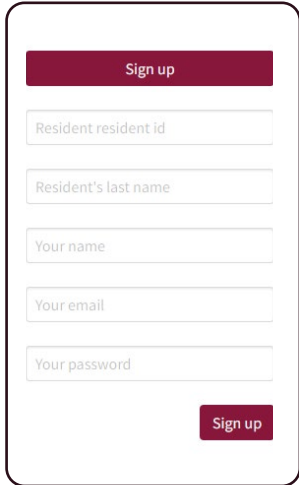 Sign up
Resident resident id
Resident's last name
Your name
Your email
Your password
Sign up